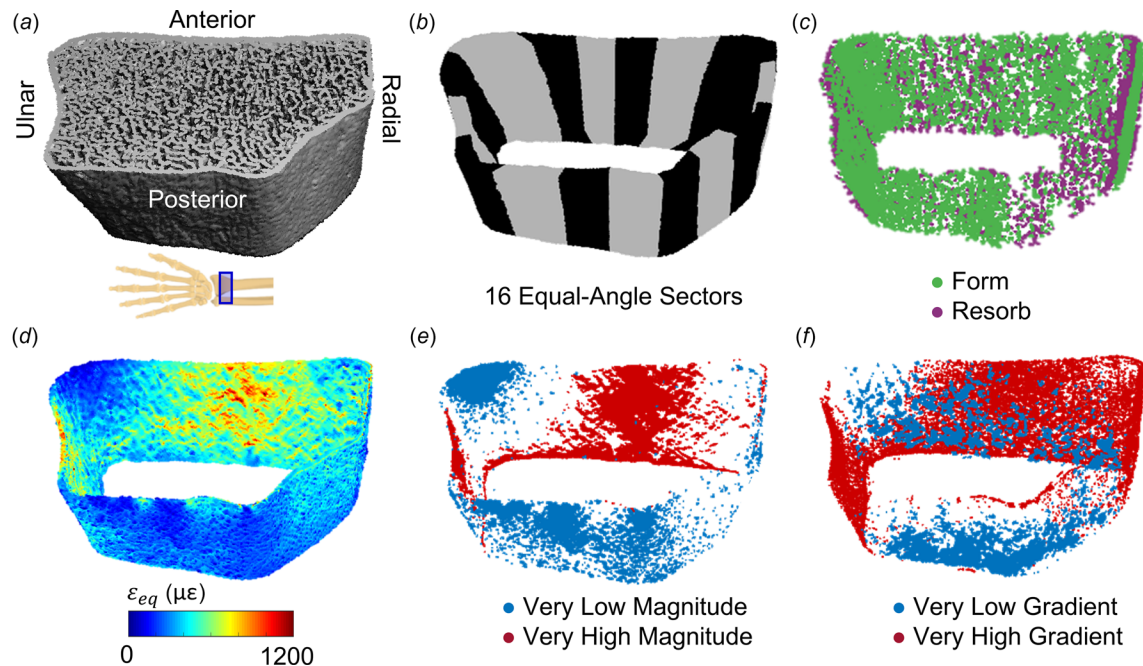 (a)
Anterior
Ulnar
Radial
Posterior
(b)
16 Equal-Angle Sectors
(c)
Form
Resorb
(d)
εeq (με)
0 1200
(e)
Very Low Magnitude
Very High Magnitude
(f)
Very Low Gradient
Very High Gradient